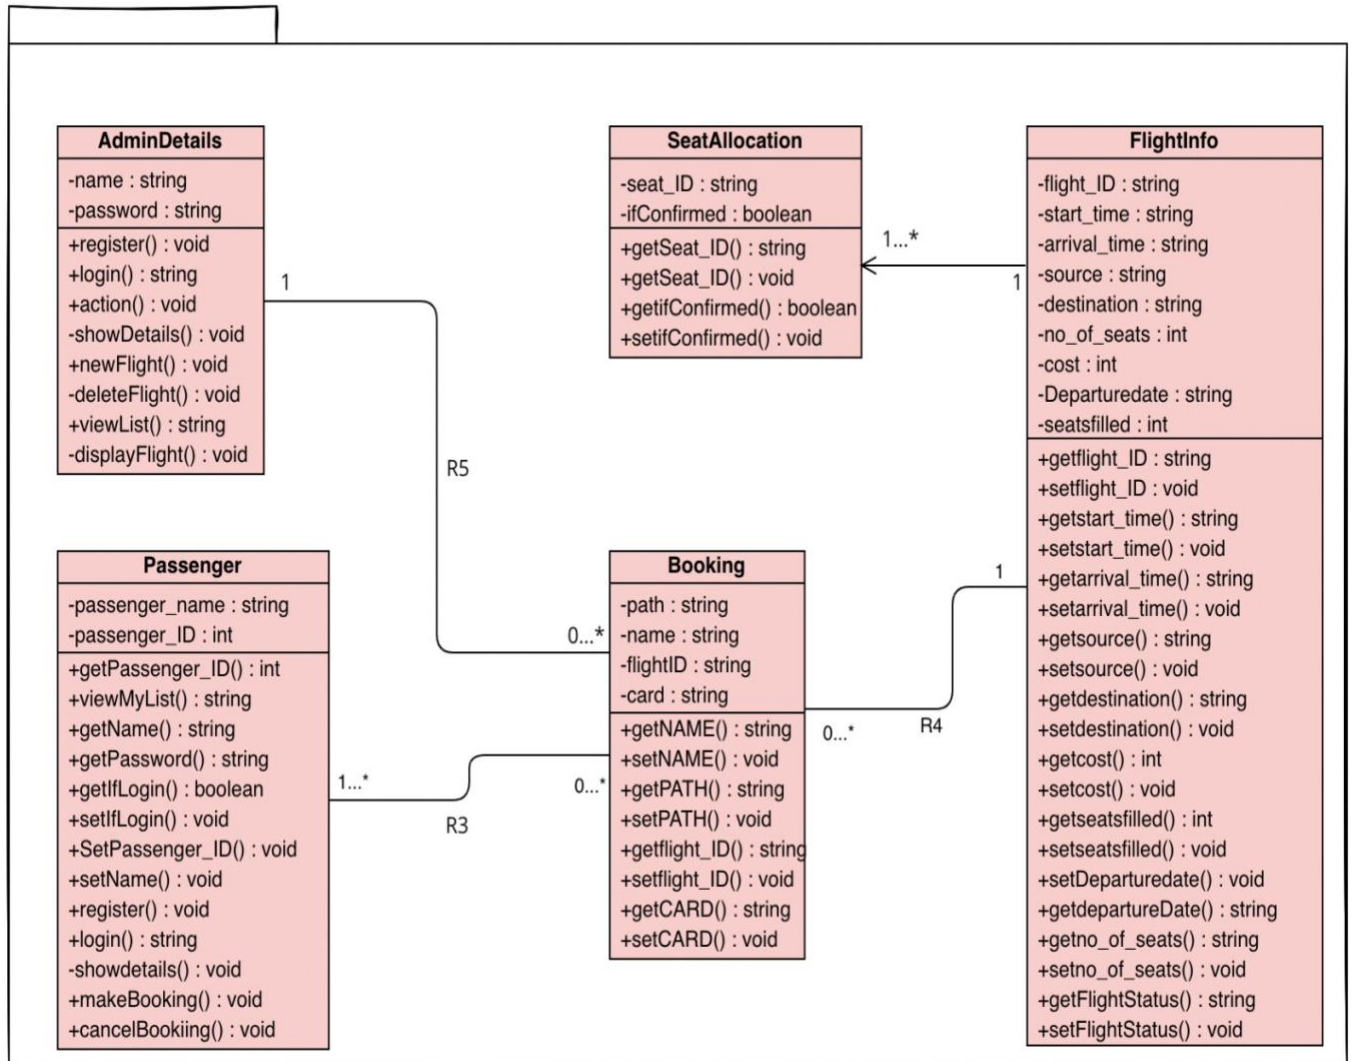 AdminDetails
-name : string
-password : string
+register() : void
+login() : string
+action() : void
-showDetails() : void
+newFlight() : void
-deleteFlight() : void
+viewList() : string
-displayFlight() : void
1
R5
0...*
SeatAllocation
-seat_ID : string
-ifConfirmed : boolean
+getSeat_ID() : string
+getSeat_ID() : void
+getifConfirmed() : boolean
+setifConfirmed() : void
1...*
1
FlightInfo
-flight_ID : string
-start_time : string
-arrival_time : string
-source : string
-destination : string
-no_of_seats : int
-cost : int
-Departuredate : string
-seatsfilled : int
+getflight_ID : string
+setflight_ID : void
+getstart_time() : string
+setstart_time() : void
+getarrival_time() : string
+setarrival_time() : void
+getsource() : string
+setsource() : void
+getdestination() : string
+setdestination() : void
+getcost() : int
+setcost() : void
+getseatsfilled() : int
+setseatsfilled() : void
+setDeparturedate() : void
+getdepartureDate() : string
+getno_of_seats() : string
+setno_of_seats() : void
+getFlightStatus() : string
+setFlightStatus() : void
Passenger
-passenger_name : string
-passenger_ID : int
+getPassenger_ID() : int
+viewMyList() : string
+getName() : string
+getPassword() : string
+getIfLogin() : boolean
+setIfLogin() : void
+SetPassenger_ID() : void
+setName() : void
+register() : void
+login() : string
-showdetails() : void
+makeBooking() : void
+cancelBookiing() : void
1...*
R3
0...*
Booking
-path : string
-name : string
-flightID : string
-card : string
+getNAME() : string
+setNAME() : void
+getPATH() : string
+setPATH() : void
+getflight_ID() : string
+setflight_ID() : void
+getCARD() : string
+setCARD() : void
0...*
R4
1